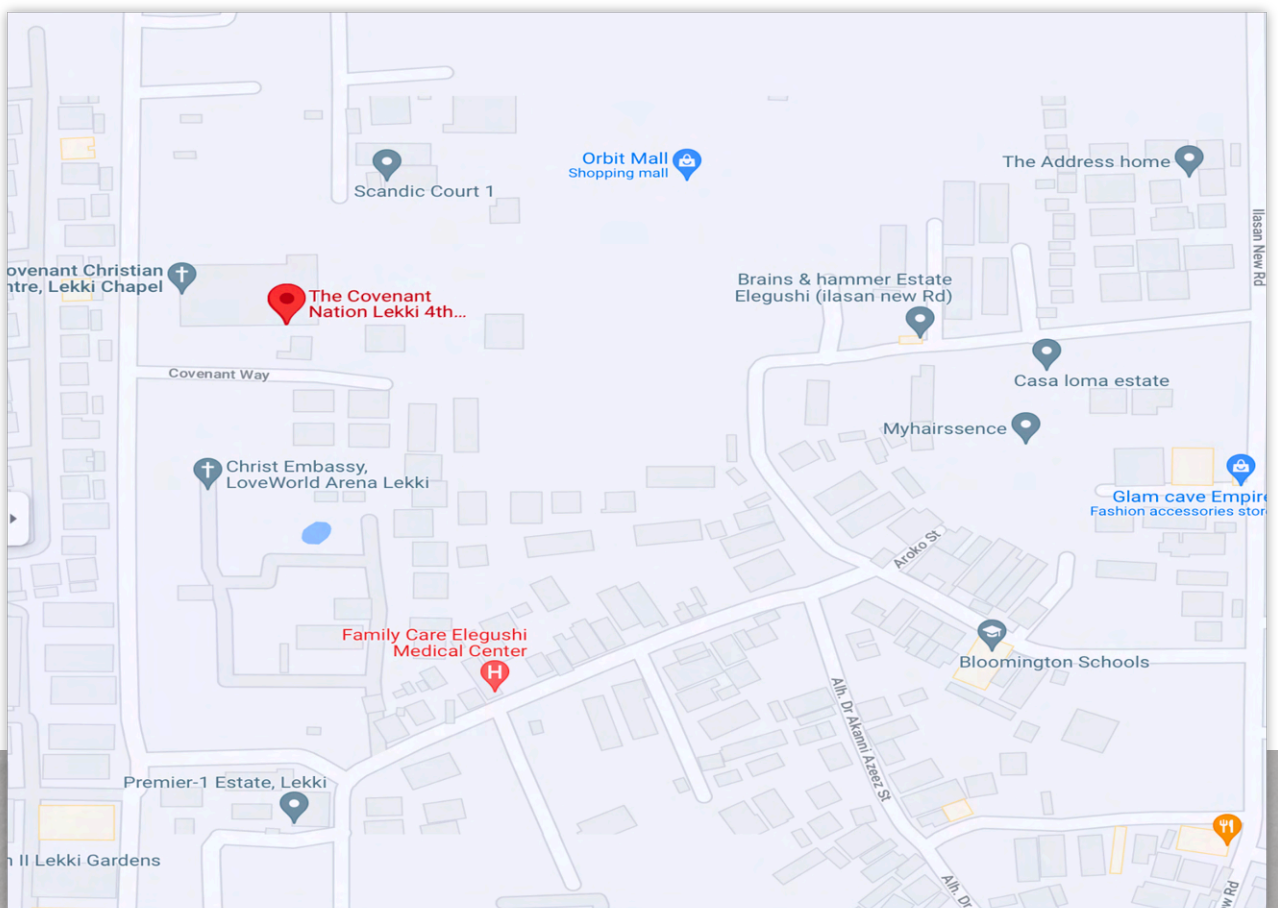 Orbit Mall
Shopping mall
The Address home
Scandic Court 1
Ilasan New Rd
ovenant Christian
ntre, Lekki Chapel
The Covenant
Nation Lekki 4th...
Brains & hammer Estate
Elegushi (ilasan new Rd)
Covenant Way
Casa loma estate
Myhairssence
Christ Embassy,
LoveWorld Arena Lekki
Glam cave Empire
Fashion accessories stor
Aroko St
Family Care Elegushi
Medical Center
H
Bloomington Schools
Alh. Dr Akanni Azeez St
Premier-1 Estate, Lekki
n II Lekki Gardens
Alh. Dr
w Rd